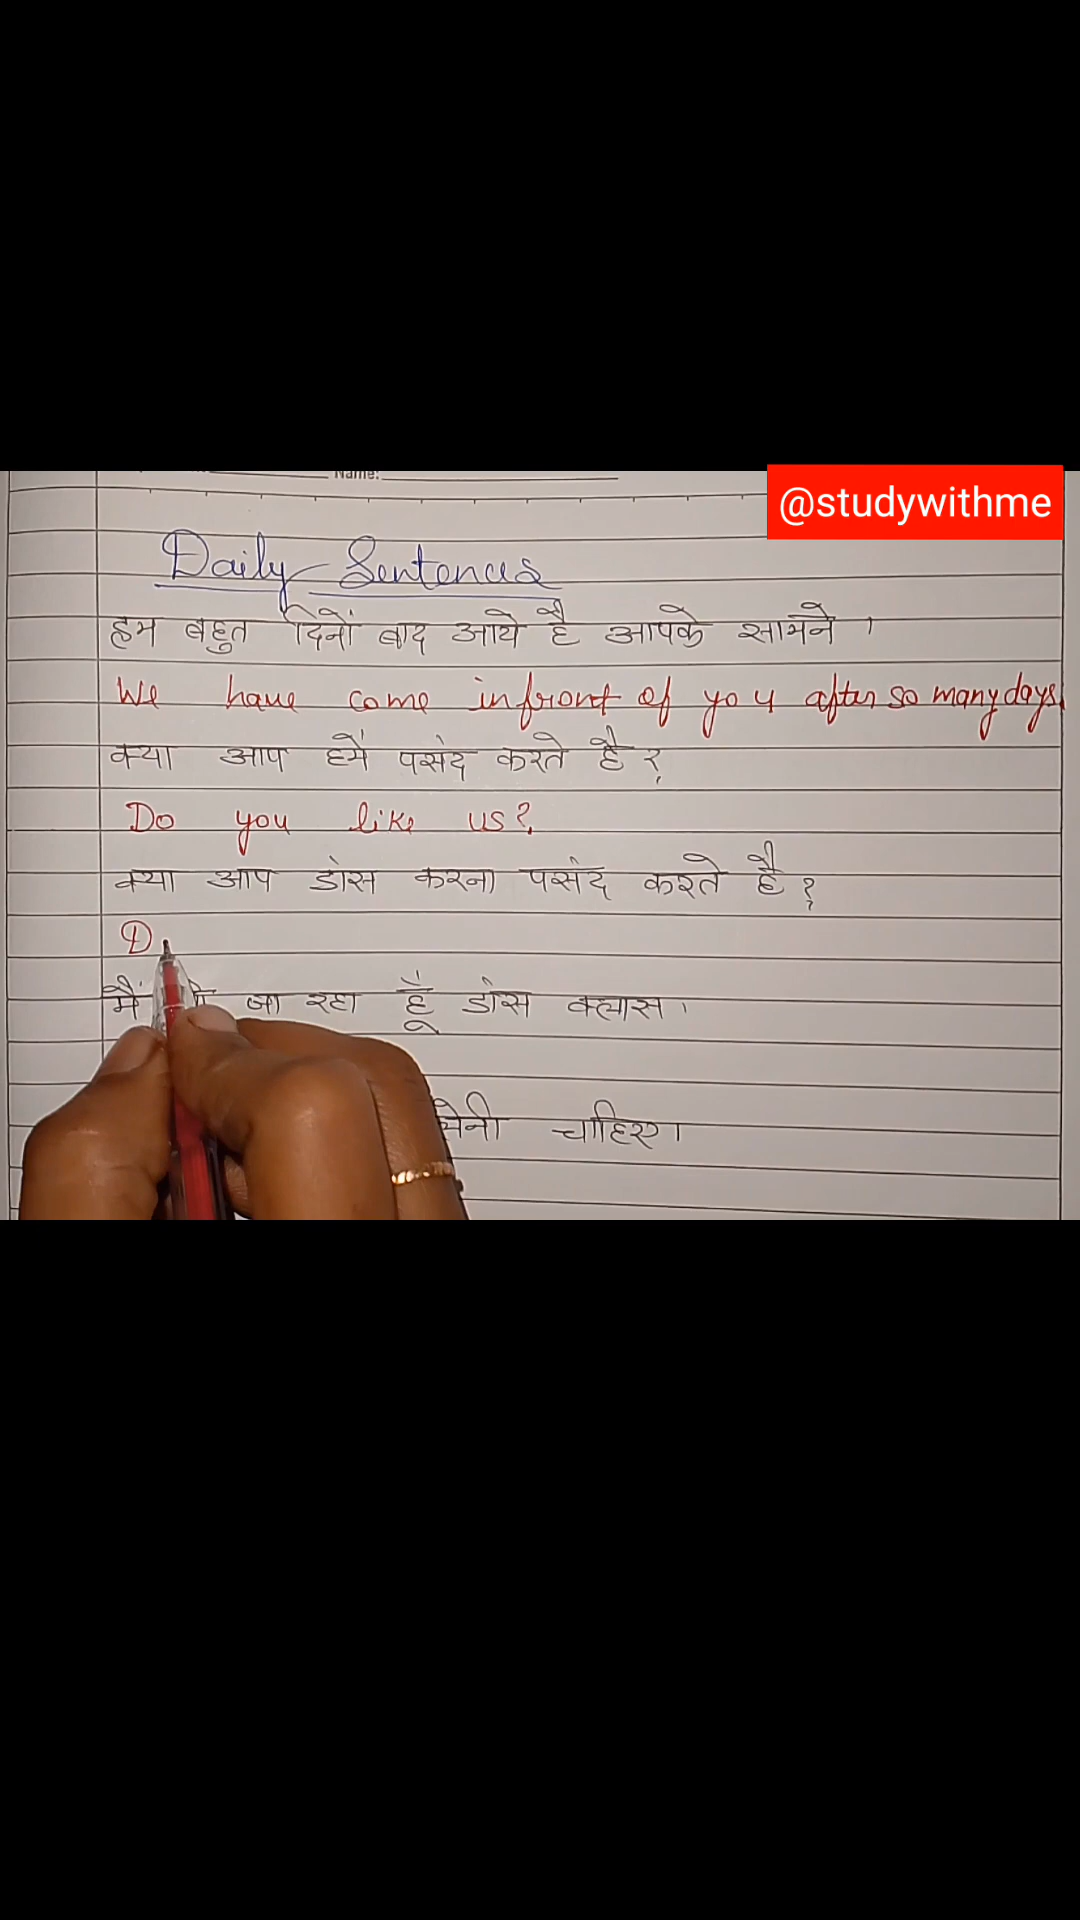 Name:
@studywithme
Daily Sentences
हम बहुत दिनों बाद आये है आपके सामने ।
We have come infront of you after so many days
क्या आप हमें पसंद करते है ?
Do you like us?
क्या आप डांस करना पसंद करते है ?
D
मैं जा रहा हूँ डांस क्लास ।
लेनी चाहिए ।